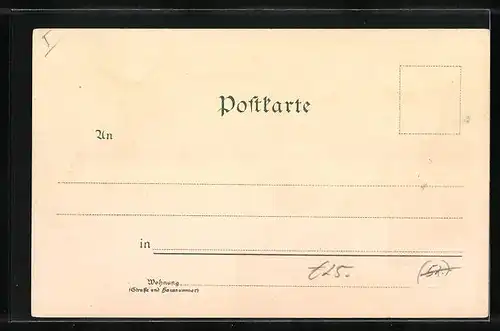 I
Postkarte
An
in
Wohnung
(Straße und Hausnummer)
€25.-